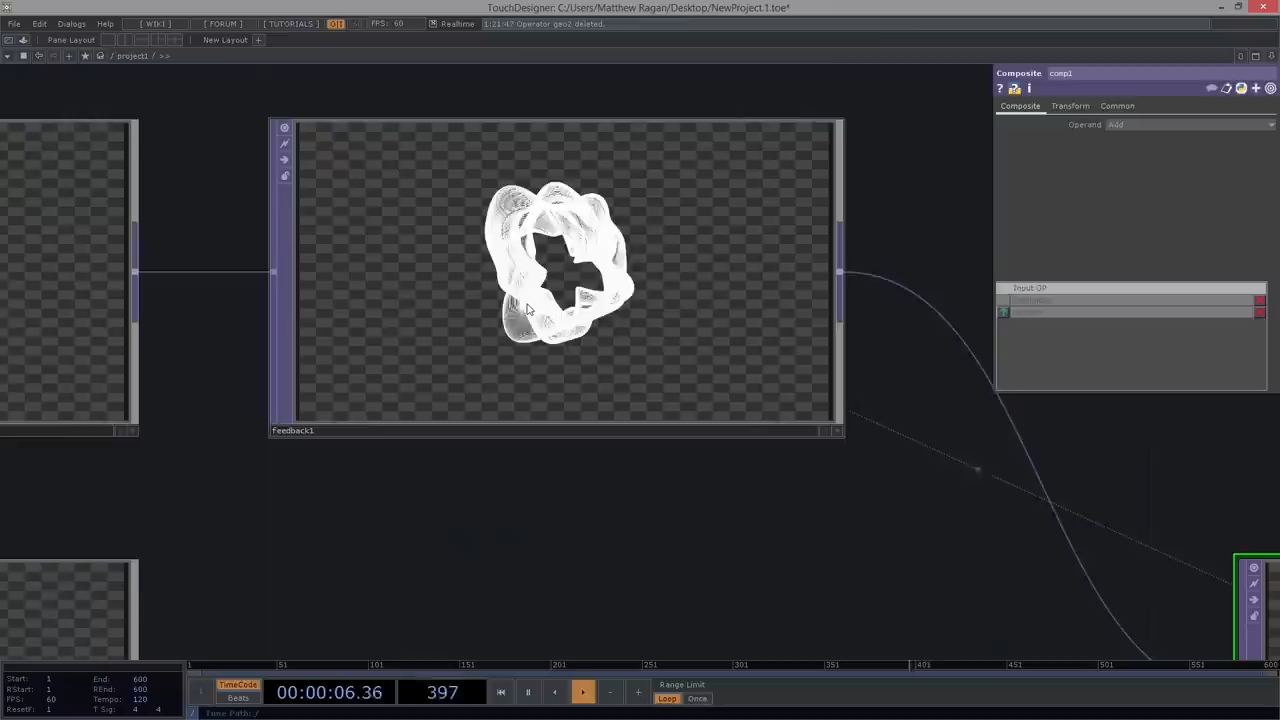 TouchDesigner: C:/Users/Matthew Ragan/Desktop/NewProject.1.toe*
File Edit Dialogs [ WIKI ] [ FORUM ] [ TUTORIALS ] O|I FPS: 60 Realtime 1:21:47 Operator geo2 deleted.
Pane Layout New Layout +
/ project1 / >>
Composite comp1
? i
Composite Transform Common
Operand Add
Input OP
feedback1
1 51 101 151 201 251 301 351 401 451 501 551 600
Start: 1 End: 600
RStart: 1 REnd: 600
FPS: 60 Tempo: 120
ResetF: 1 T Sig: 4 4
TimeCode
Beats
00:00:06.36
397
Range Limit
Loop Once
/ Time Path: /